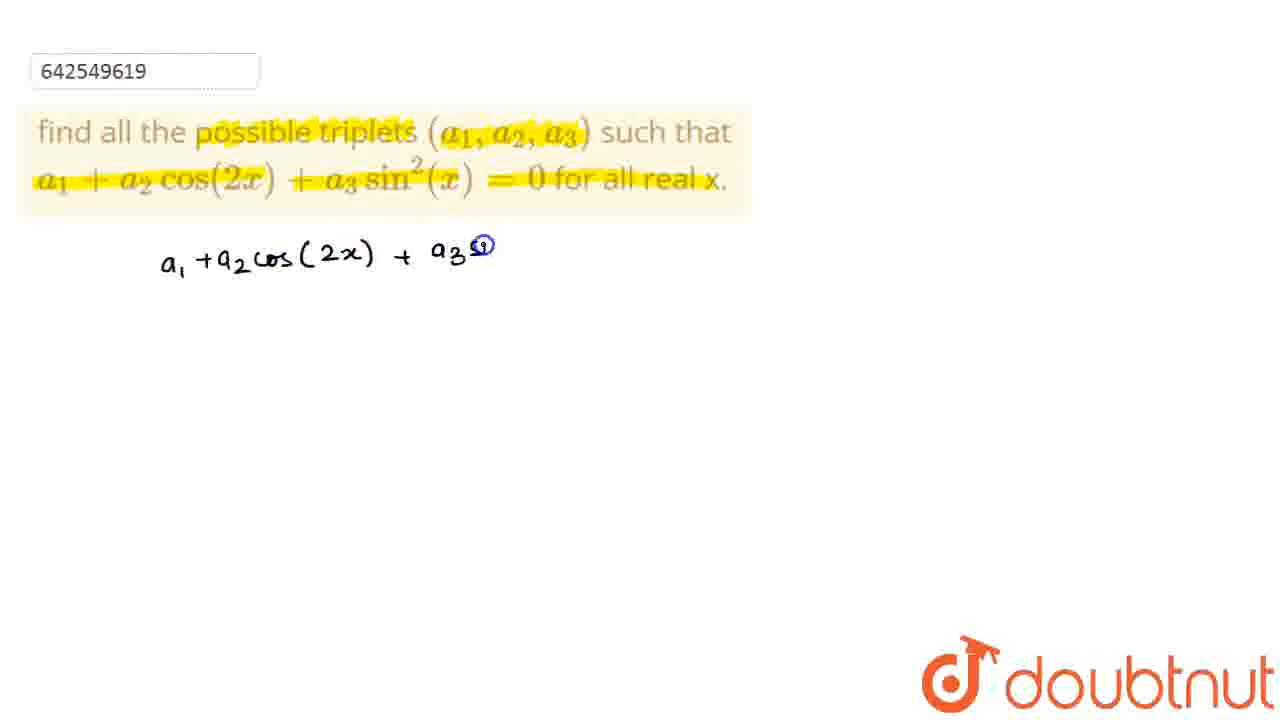 642549619
find all the possible triplets (a₁, a₂, a₃) such that
a₁ + a₂ cos(2x) + a₃ sin²(x) = 0 for all real x.
a₁ + a₂ cos(2x) + a₃ si
doubtnut